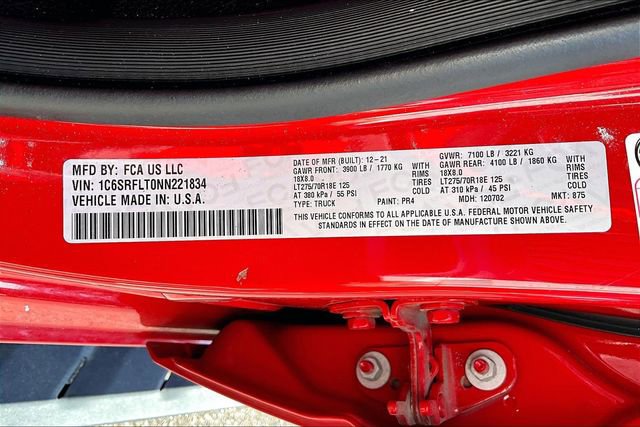 MFD BY: FCA US LLC
VIN: 1C6SRFLT0NN221834
VEHICLE MADE IN: U.S.A.
DATE OF MFR (BUILT): 12-21
GAWR FRONT: 3900 LB / 1770 KG
18X8.0 RIMS
LT275/70R18E 125 TIRES
AT 380 kPa / 55 PSI COLD
TYPE: TRUCK PAINT: PR4
GVWR: 7100 LB / 3221 KG
GAWR REAR: 4100 LB / 1860 KG
18X8.0 RIMS
LT275/70R18E 125 TIRES
AT 310 kPa / 45 PSI COLD
MDH: 120702 MKT: 875
THIS VEHICLE CONFORMS TO ALL APPLICABLE U.S.A. FEDERAL MOTOR VEHICLE SAFETY
STANDARDS IN EFFECT ON THE DATE OF MANUFACTURE SHOWN ABOVE.